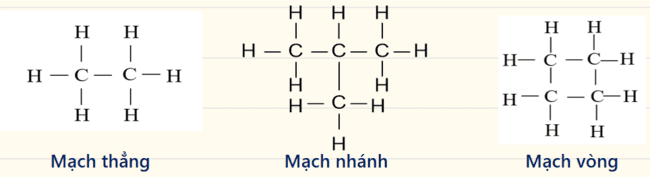 H H
H — C — C — H
H H
Mạch thẳng
H H H
H — C — C — C — H
H H
H — C — H
H
Mạch nhánh
H H
H — C — C — H
H — C — C — H
H H
Mạch vòng